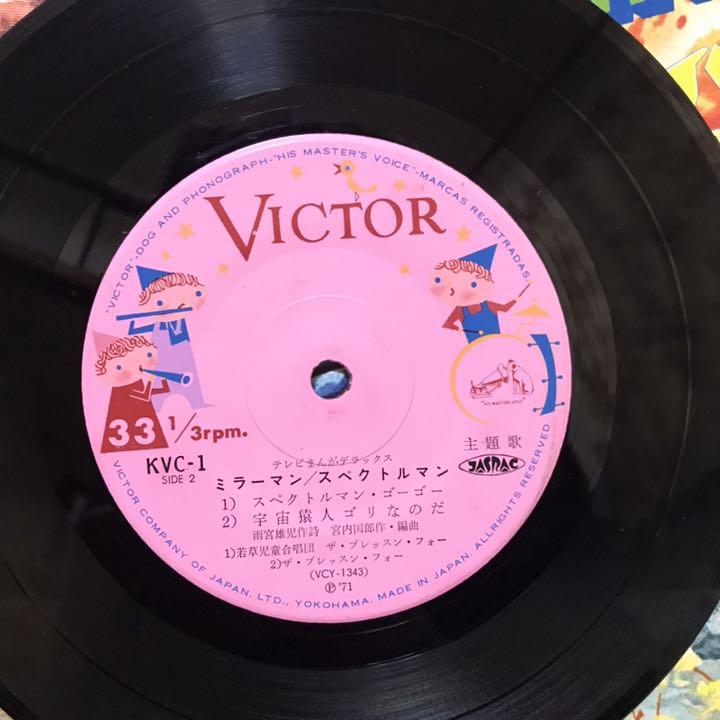 "VICTOR"-DOG AND PHONOGRAPH-"HIS MASTER'S VOICE"-MARCAS REGISTRADAS.
VICTOR
"HIS MASTER'S VOICE"
33 1/3rpm.
KVC-1
SIDE 2
主題歌
JASRAC
テレビまんがデラックス
ミラーマン/スペクトルマン
1) スペクトルマン・ゴーゴー
2) 宇宙猿人ゴリなのだ
雨宮雄児作詩 宮内国郎作・編曲
1)若草児童合唱団 ザ・ブレッスン・フォー
2)ザ・ブレッスン・フォー
(VCY-1343)
℗ '71
VICTOR COMPANY OF JAPAN, LTD., YOKOHAMA. MADE IN JAPAN. ALLRIGHTS RESERVED.